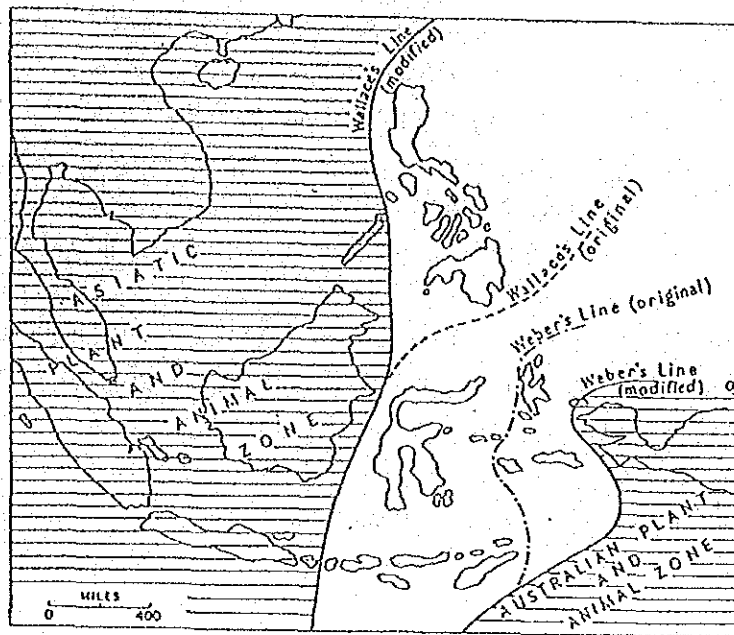 Wallace's Line
(modified)
Wallace's Line
(original)
Weber's Line (original)
Weber's Line
(modified)
ASIATIC
PLANT
AND
ANIMAL
ZONE
AUSTRALIAN PLANT
AND
ANIMAL ZONE
MILES
0 400